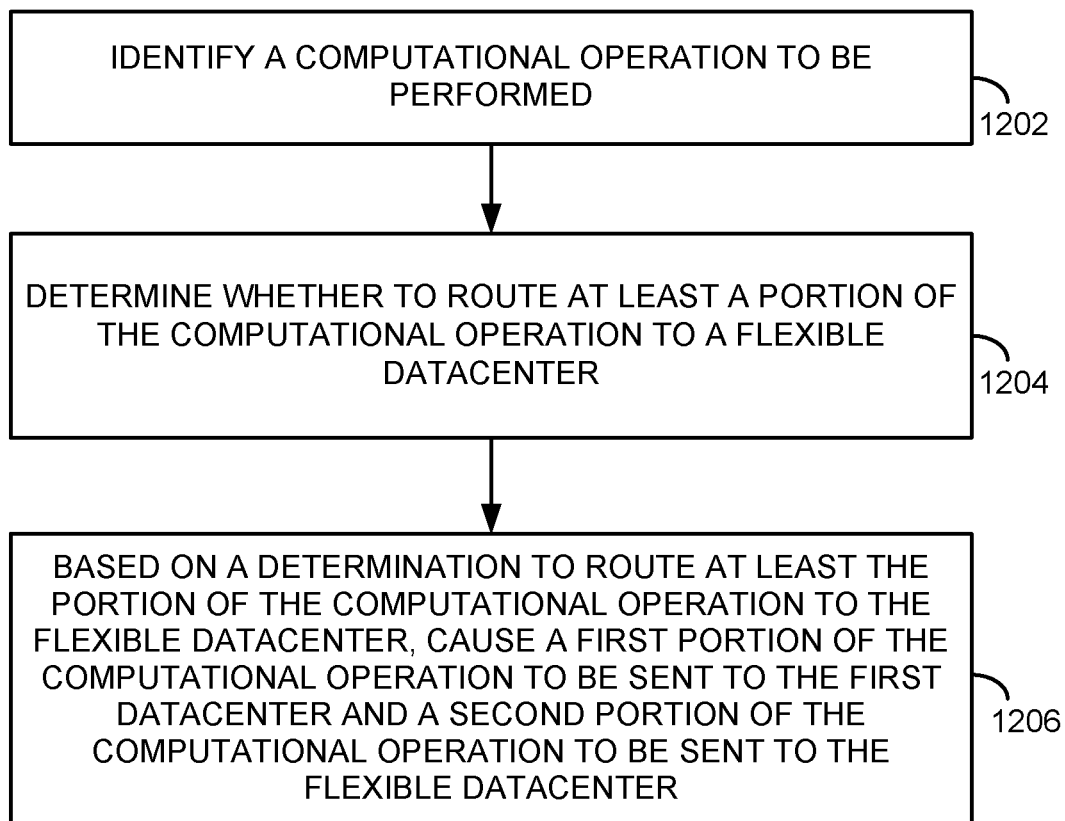 IDENTIFY A COMPUTATIONAL OPERATION TO BE
PERFORMED
1202
DETERMINE WHETHER TO ROUTE AT LEAST A PORTION OF
THE COMPUTATIONAL OPERATION TO A FLEXIBLE
DATACENTER
1204
BASED ON A DETERMINATION TO ROUTE AT LEAST THE
PORTION OF THE COMPUTATIONAL OPERATION TO THE
FLEXIBLE DATACENTER, CAUSE A FIRST PORTION OF THE
COMPUTATIONAL OPERATION TO BE SENT TO THE FIRST
DATACENTER AND A SECOND PORTION OF THE
COMPUTATIONAL OPERATION TO BE SENT TO THE
FLEXIBLE DATACENTER
1206